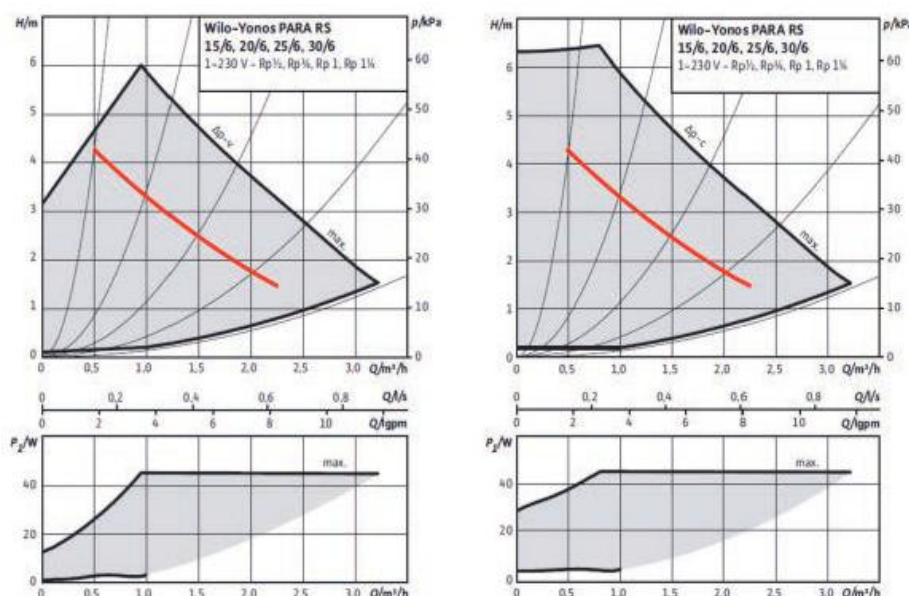 H/m
Wilo-Yonos PARA RS
15/6, 20/6, 25/6, 30/6
1~230 V - Rp½, Rp¾, Rp 1, Rp 1¼
p/kPa
6
5
4
3
2
1
0
60
50
40
30
20
10
0
Δp-v
max.
0 0,5 1,0 1,5 2,0 2,5 3,0 Q/m³/h
0 0,2 0,4 0,6 0,8 Q/l/s
0 2 4 6 8 10 Q/Igpm
P₁/W
max.
40
20
0
0 0,5 1,0 1,5 2,0 2,5 3,0 Q/m³/h
H/m
Wilo-Yonos PARA RS
15/6, 20/6, 25/6, 30/6
1~230 V - Rp½, Rp¾, Rp 1, Rp 1¼
p/kPa
6
5
4
3
2
1
0
60
50
40
30
20
10
0
Δp-c
max.
0 0,5 1,0 1,5 2,0 2,5 3,0 Q/m³/h
0 0,2 0,4 0,6 0,8 Q/l/s
0 2 4 6 8 10 Q/Igpm
P₁/W
max.
40
20
0
0 0,5 1,0 1,5 2,0 2,5 3,0 Q/m³/h